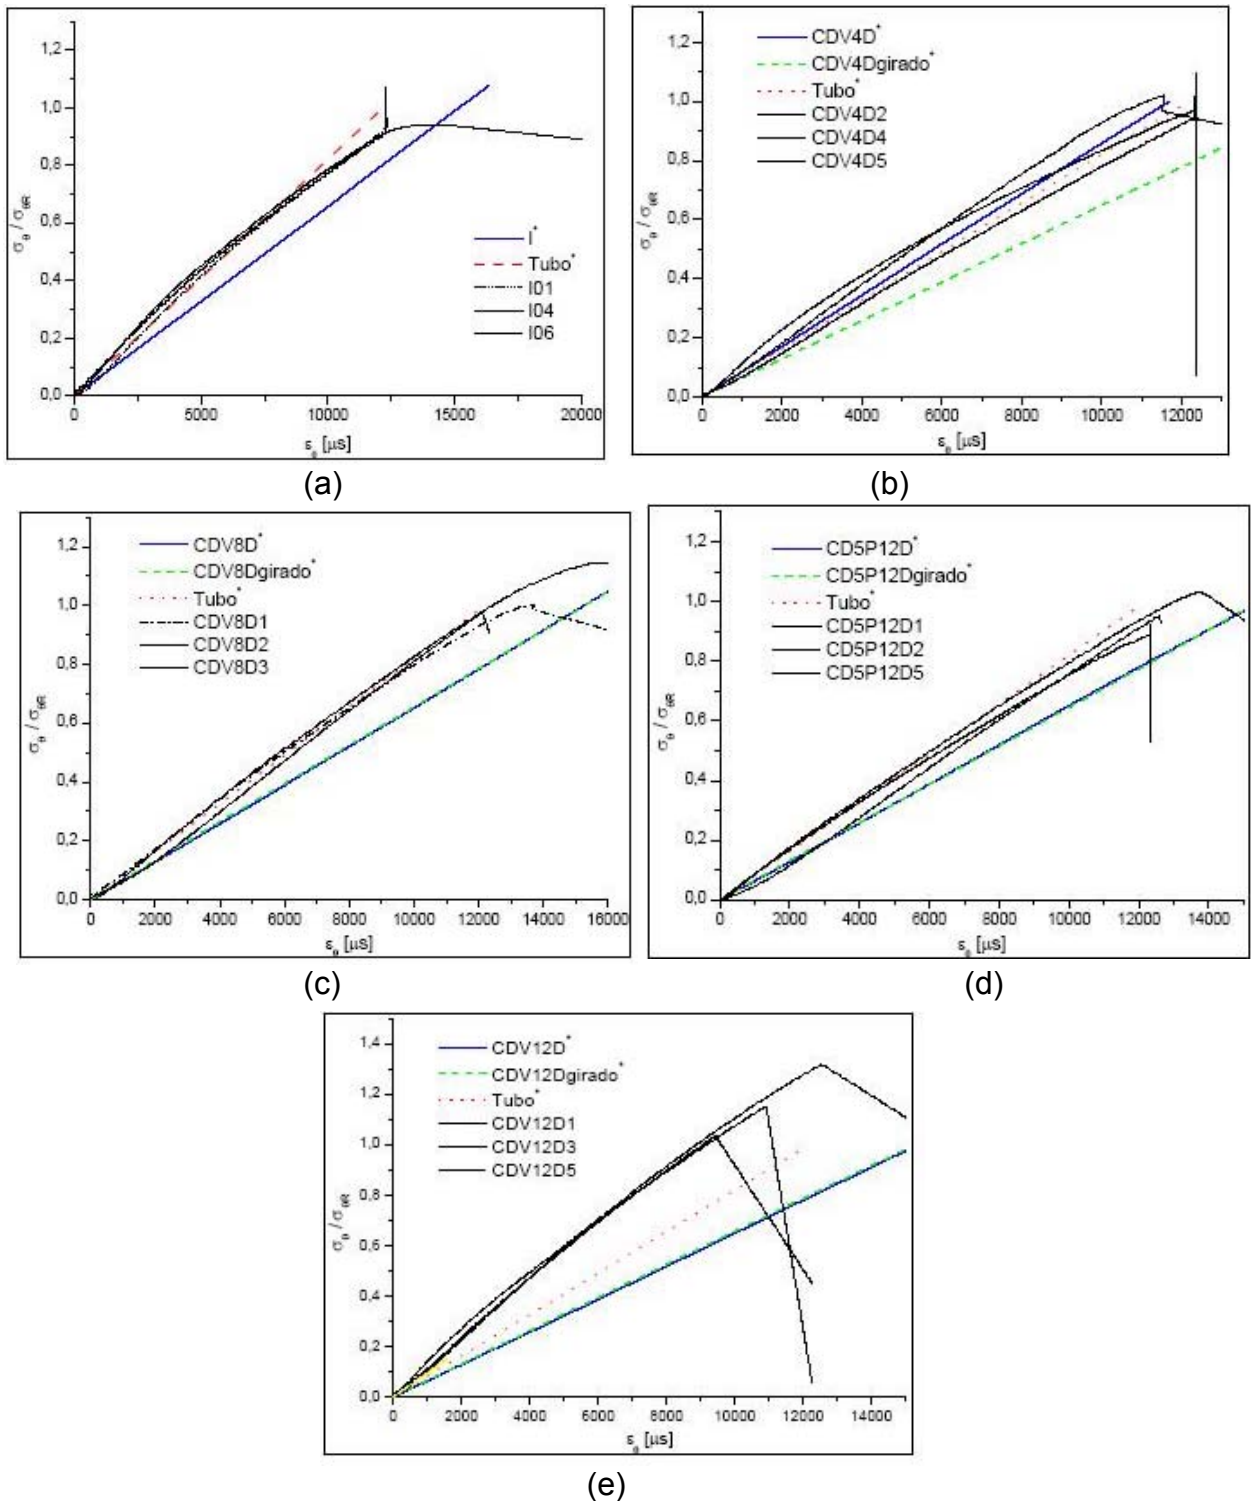 1,2
1,0
0,8
0,6
0,4
0,2
0,0
σθ / σθR
I*
Tubo*
I01
I04
I06
0 5000 10000 15000 20000
εθ [μs]
(a)
1,2
1,0
0,8
0,6
0,4
0,2
0,0
σθ / σθR
CDV4D*
CDV4Dgirado*
Tubo*
CDV4D2
CDV4D4
CDV4D5
0 2000 4000 6000 8000 10000 12000
εθ [μs]
(b)
1,2
1,0
0,8
0,6
0,4
0,2
0,0
σθ / σθR
CDV8D*
CDV8Dgirado*
Tubo*
CDV8D1
CDV8D2
CDV8D3
0 2000 4000 6000 8000 10000 12000 14000 16000
εθ [μs]
(c)
1,2
1,0
0,8
0,6
0,4
0,2
0,0
σθ / σθR
CD5P12D*
CD5P12Dgirado*
Tubo*
CD5P12D1
CD5P12D2
CD5P12D5
0 2000 4000 6000 8000 10000 12000 14000
εθ [μs]
(d)
1,4
1,2
1,0
0,8
0,6
0,4
0,2
0,0
σθ / σθR
CDV12D*
CDV12Dgirado*
Tubo*
CDV12D1
CDV12D3
CDV12D5
0 2000 4000 6000 8000 10000 12000 14000
εθ [μs]
(e)